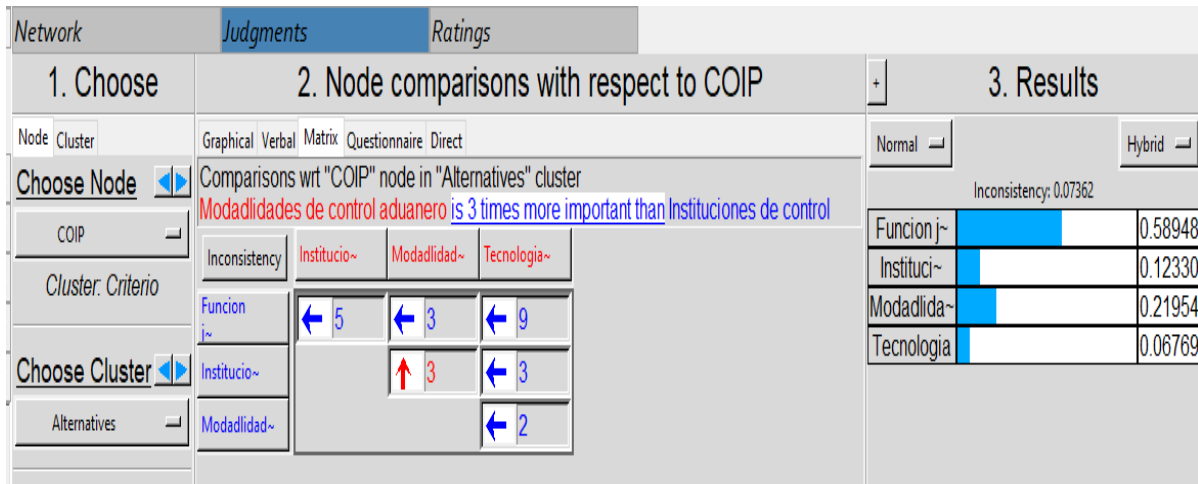 Network Judgments Ratings
1. Choose
Node Cluster
Choose Node
COIP
Cluster: Criterio
Choose Cluster
Alternatives
2. Node comparisons with respect to COIP
Graphical Verbal Matrix Questionnaire Direct
Comparisons wrt "COIP" node in "Alternatives" cluster
Modadlidades de control aduanero is 3 times more important than Instituciones de control
Inconsistency Institucio~ Modadlidad~ Tecnologia~
Funcion j~ 5 3 9
Institucio~ 3 3
Modadlidad~ 2
+ 3. Results
Normal Hybrid
Inconsistency: 0.07362
Funcion j~ 0.58948
Instituci~ 0.12330
Modadlida~ 0.21954
Tecnologia 0.06769